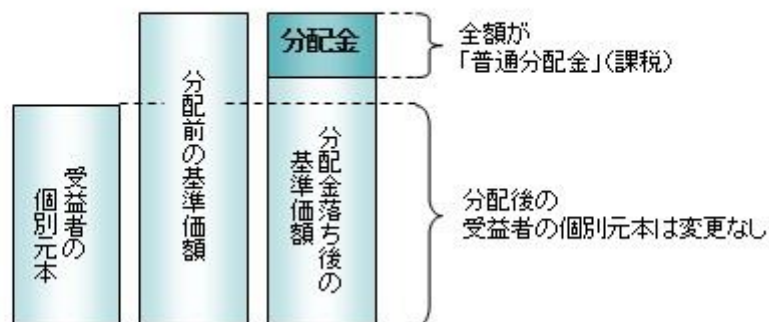 受益者の
個別元本
分配前の基準価額
分配金
分配金落ち後の
基準価額
全額が
「普通分配金」(課税)
分配後の
受益者の個別元本は変更なし